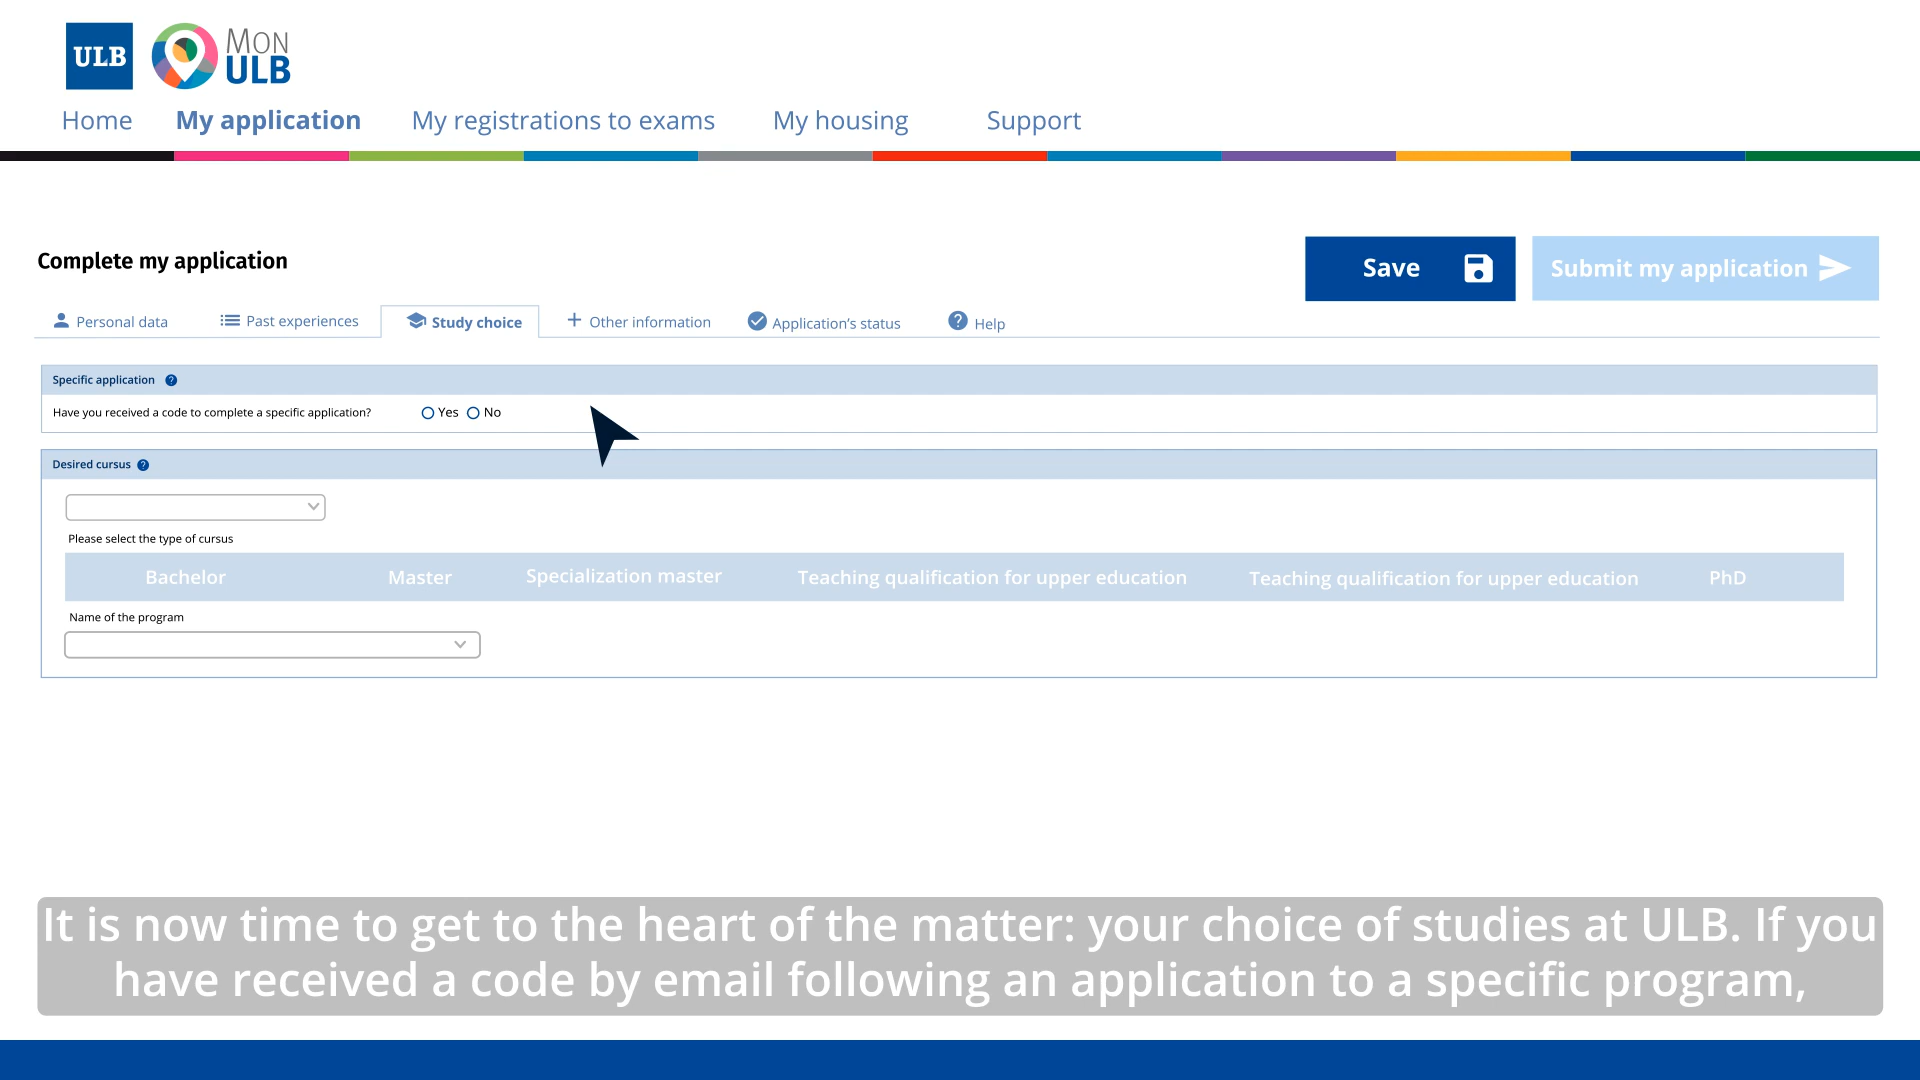 ULB
MON
ULB
Home My application My registrations to exams My housing Support
Complete my application
Save
Submit my application
Personal data Past experiences Study choice Other information Application's status Help
Specific application ?
Have you received a code to complete a specific application? Yes No
Desired cursus ?
Please select the type of cursus
Bachelor Master Specialization master Teaching qualification for upper education Teaching qualification for upper education PhD
Name of the program
It is now time to get to the heart of the matter: your choice of studies at ULB. If you
have received a code by email following an application to a specific program,